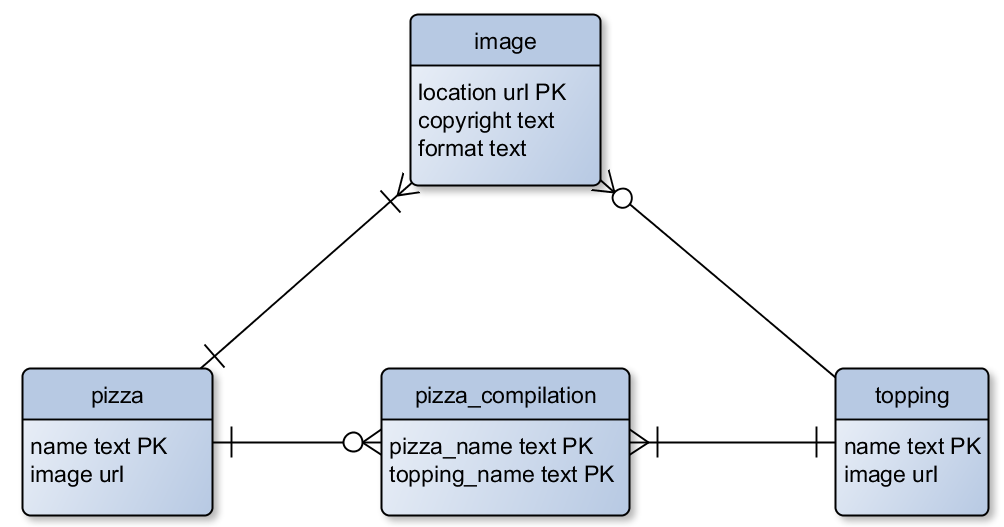 image
location url PK
copyright text
format text
pizza
name text PK
image url
pizza_compilation
pizza_name text PK
topping_name text PK
topping
name text PK
image url